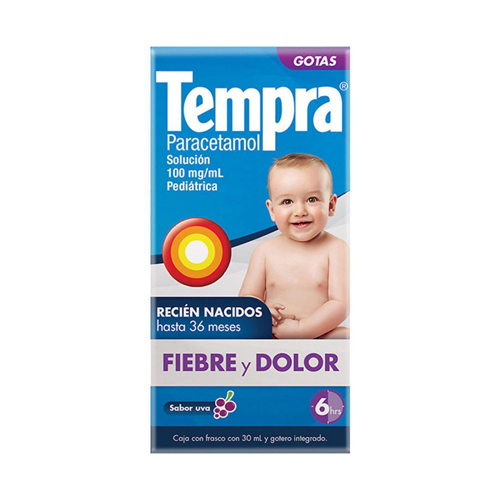 GOTAS
Tempra®
Paracetamol
Solución
100 mg/mL
Pediátrica
RECIÉN NACIDOS
hasta 36 meses
FIEBRE y DOLOR
Sabor uva
6 hrs
Caja con frasco con 30 mL y gotero integrado.